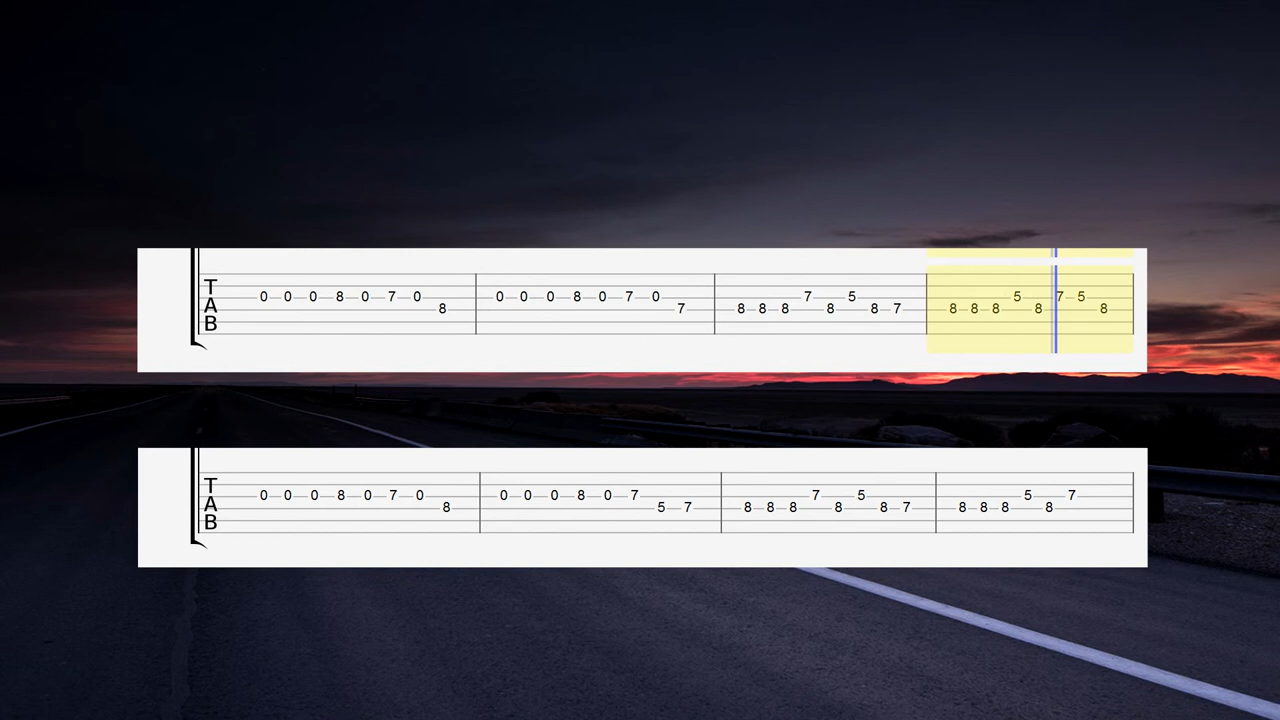 T
0 0 0 8 0 7 0 0 0 0 8 0 7 0 7 5 5 7 5
A 8 7 8 8 8 8 8 7 8 8 8 8 8
B
T
0 0 0 8 0 7 0 0 0 0 8 0 7 7 5 5 7
A 8 5 7 8 8 8 8 8 7 8 8 8 8
B